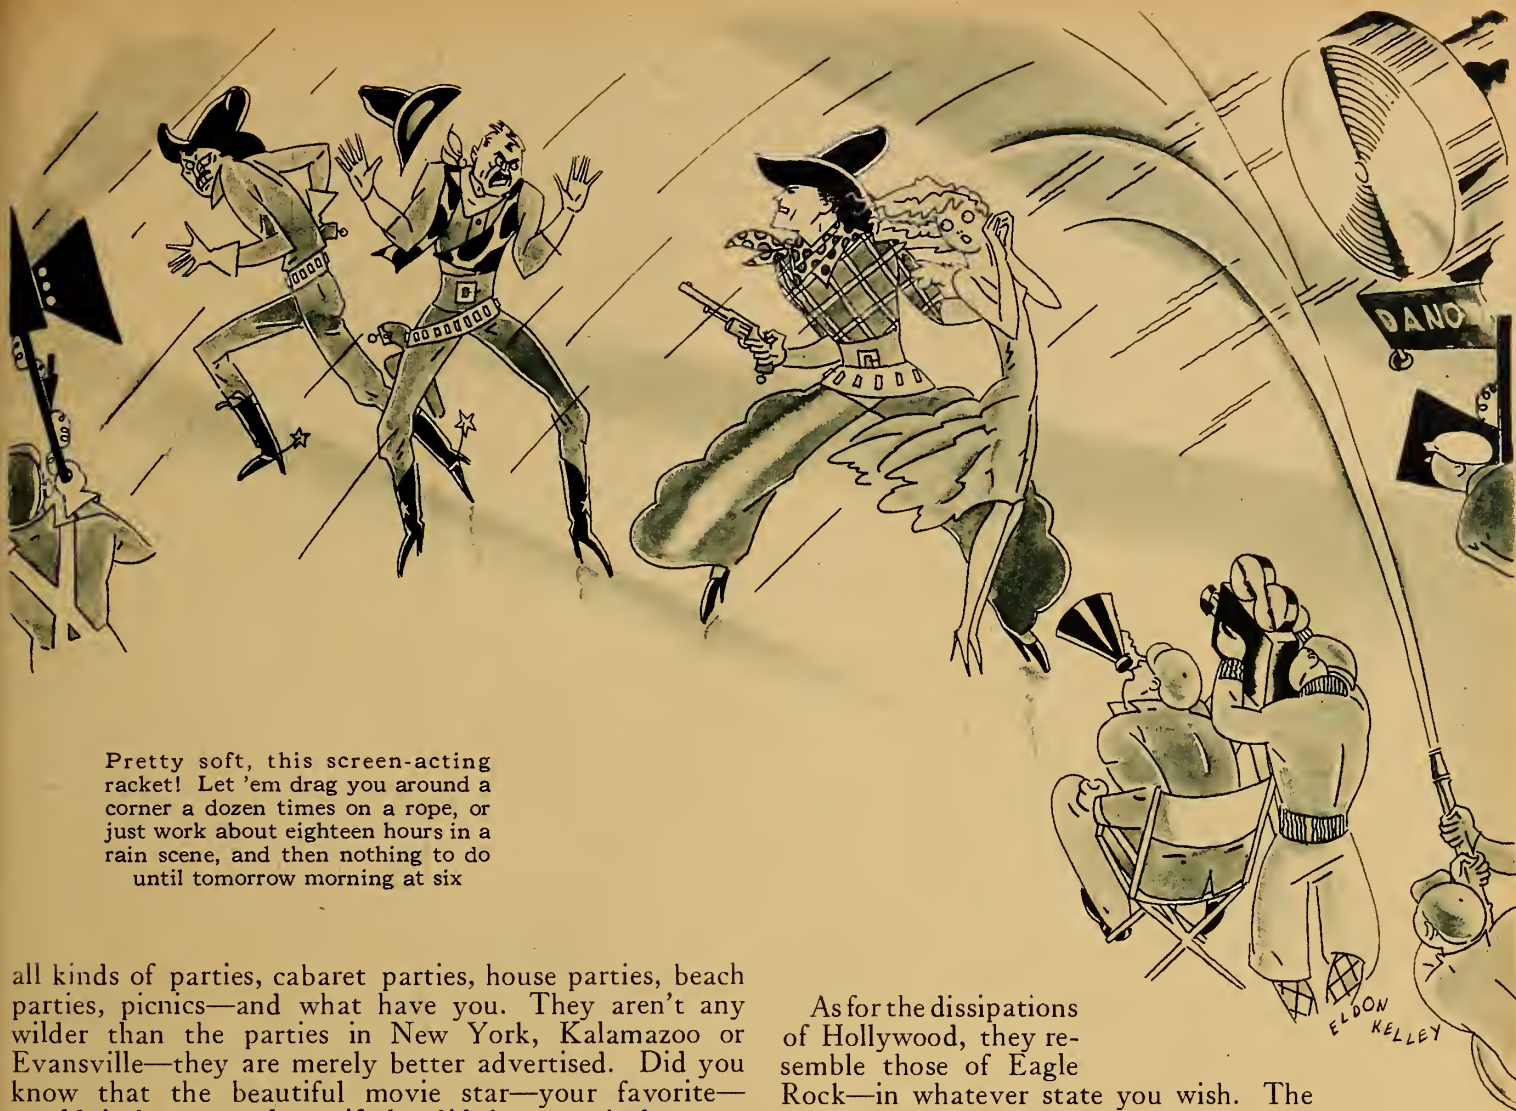 DANO
Pretty soft, this screen-acting
racket! Let 'em drag you around a
corner a dozen times on a rope, or
just work about eighteen hours in a
rain scene, and then nothing to do
until tomorrow morning at six
ELDON
KELLEY
all kinds of parties, cabaret parties, house parties, beach
parties, picnics—and what have you. They aren't any
wilder than the parties in New York, Kalamazoo or
Evansville—they are merely better advertised. Did you
know that the beautiful movie star—your favorite—
As for the dissipations
of Hollywood, they re-
semble those of Eagle
Rock—in whatever state you wish. The